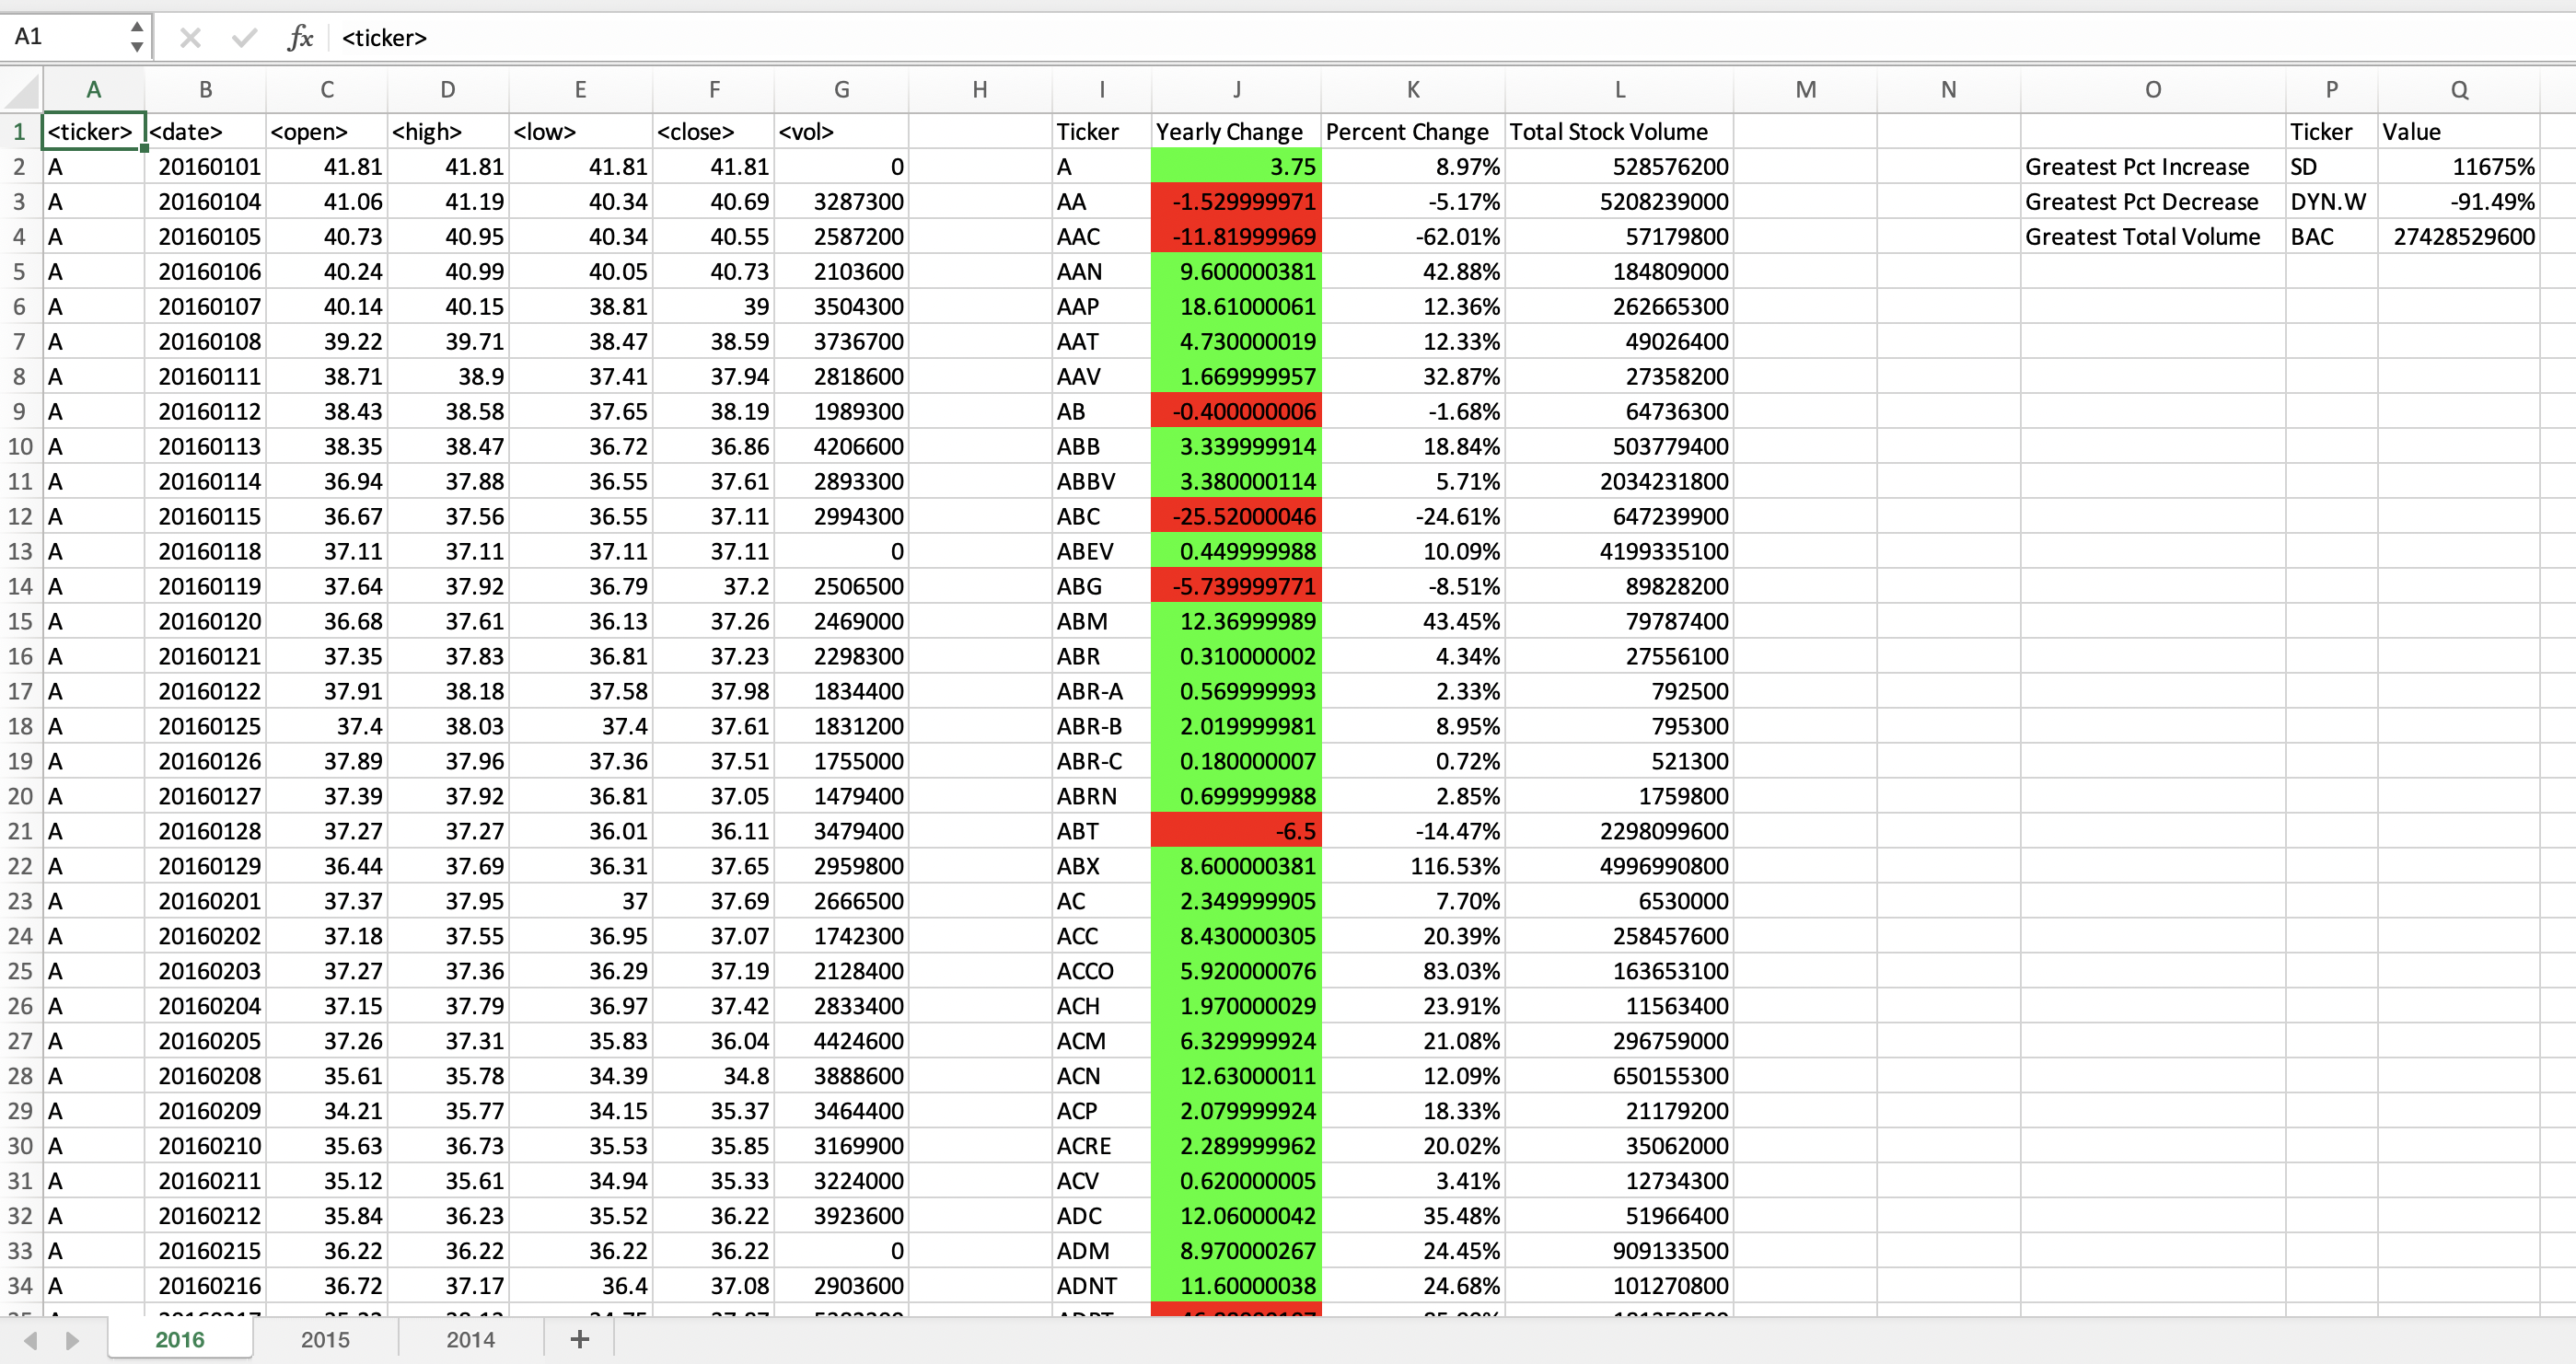 A1 fx <ticker>
A B C D E F G H I J K L M N O P Q
1 <ticker> <date> <open> <high> <low> <close> <vol> Ticker Yearly Change Percent Change Total Stock Volume Ticker Value
2 A 20160101 41.81 41.81 41.81 41.81 0 A 3.75 8.97% 528576200 Greatest Pct Increase SD 11675%
3 A 20160104 41.06 41.19 40.34 40.69 3287300 AA -1.529999971 -5.17% 5208239000 Greatest Pct Decrease DYN.W -91.49%
4 A 20160105 40.73 40.95 40.34 40.55 2587200 AAC -11.81999969 -62.01% 57179800 Greatest Total Volume BAC 27428529600
5 A 20160106 40.24 40.99 40.05 40.73 2103600 AAN 9.600000381 42.88% 184809000
6 A 20160107 40.14 40.15 38.81 39 3504300 AAP 18.61000061 12.36% 262665300
7 A 20160108 39.22 39.71 38.47 38.59 3736700 AAT 4.730000019 12.33% 49026400
8 A 20160111 38.71 38.9 37.41 37.94 2818600 AAV 1.669999957 32.87% 27358200
9 A 20160112 38.43 38.58 37.65 38.19 1989300 AB -0.400000006 -1.68% 64736300
10 A 20160113 38.35 38.47 36.72 36.86 4206600 ABB 3.339999914 18.84% 503779400
11 A 20160114 36.94 37.88 36.55 37.61 2893300 ABBV 3.380000114 5.71% 2034231800
12 A 20160115 36.67 37.56 36.55 37.11 2994300 ABC -25.52000046 -24.61% 647239900
13 A 20160118 37.11 37.11 37.11 37.11 0 ABEV 0.449999988 10.09% 4199335100
14 A 20160119 37.64 37.92 36.79 37.2 2506500 ABG -5.739999771 -8.51% 89828200
15 A 20160120 36.68 37.61 36.13 37.26 2469000 ABM 12.36999989 43.45% 79787400
16 A 20160121 37.35 37.83 36.81 37.23 2298300 ABR 0.310000002 4.34% 27556100
17 A 20160122 37.91 38.18 37.58 37.98 1834400 ABR-A 0.569999993 2.33% 792500
18 A 20160125 37.4 38.03 37.4 37.61 1831200 ABR-B 2.019999981 8.95% 795300
19 A 20160126 37.89 37.96 37.36 37.51 1755000 ABR-C 0.180000007 0.72% 521300
20 A 20160127 37.39 37.92 36.81 37.05 1479400 ABRN 0.699999988 2.85% 1759800
21 A 20160128 37.27 37.27 36.01 36.11 3479400 ABT -6.5 -14.47% 2298099600
22 A 20160129 36.44 37.69 36.31 37.65 2959800 ABX 8.600000381 116.53% 4996990800
23 A 20160201 37.37 37.95 37 37.69 2666500 AC 2.349999905 7.70% 6530000
24 A 20160202 37.18 37.55 36.95 37.07 1742300 ACC 8.430000305 20.39% 258457600
25 A 20160203 37.27 37.36 36.29 37.19 2128400 ACCO 5.920000076 83.03% 163653100
26 A 20160204 37.15 37.79 36.97 37.42 2833400 ACH 1.970000029 23.91% 11563400
27 A 20160205 37.26 37.31 35.83 36.04 4424600 ACM 6.329999924 21.08% 296759000
28 A 20160208 35.61 35.78 34.39 34.8 3888600 ACN 12.63000011 12.09% 650155300
29 A 20160209 34.21 35.77 34.15 35.37 3464400 ACP 2.079999924 18.33% 21179200
30 A 20160210 35.63 36.73 35.53 35.85 3169900 ACRE 2.289999962 20.02% 35062000
31 A 20160211 35.12 35.61 34.94 35.33 3224000 ACV 0.620000005 3.41% 12734300
32 A 20160212 35.84 36.23 35.52 36.22 3923600 ADC 12.06000042 35.48% 51966400
33 A 20160215 36.22 36.22 36.22 36.22 0 ADM 8.970000267 24.45% 909133500
34 A 20160216 36.72 37.17 36.4 37.08 2903600 ADNT 11.60000038 24.68% 101270800
2016 2015 2014 +